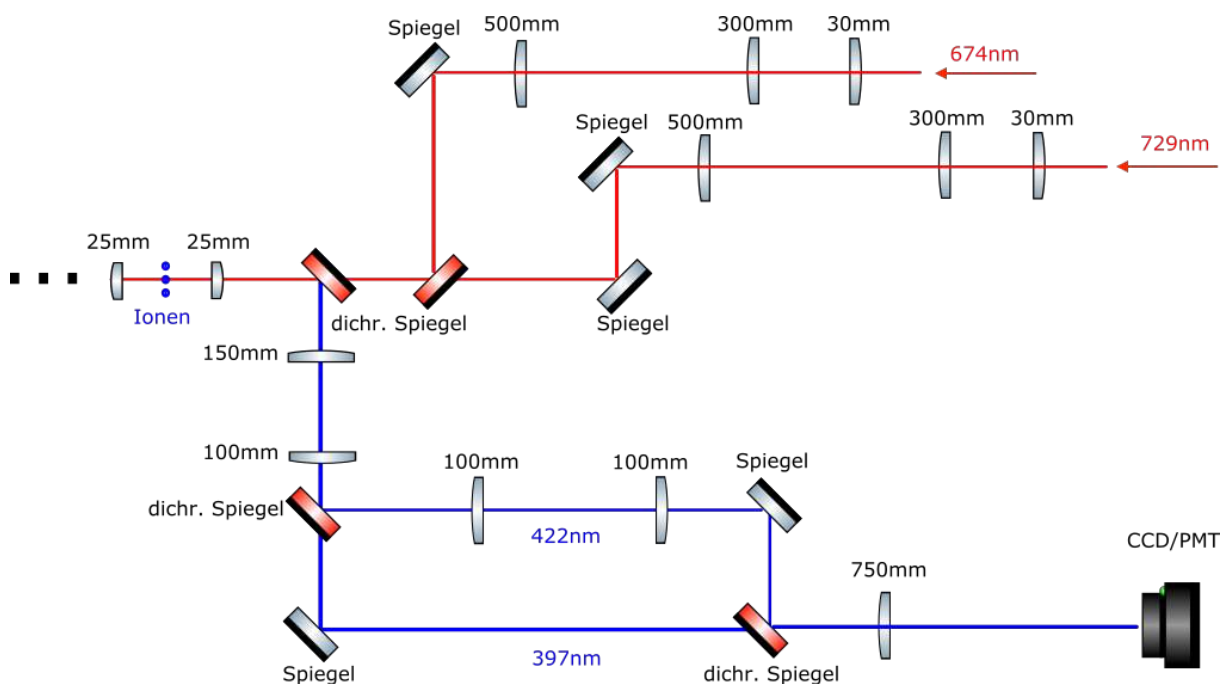 Spiegel
500mm
300mm
30mm
674nm
Spiegel
500mm
300mm
30mm
729nm
25mm
25mm
Ionen
dichr. Spiegel
Spiegel
150mm
100mm
100mm
100mm
Spiegel
dichr. Spiegel
422nm
CCD/PMT
750mm
Spiegel
397nm
dichr. Spiegel